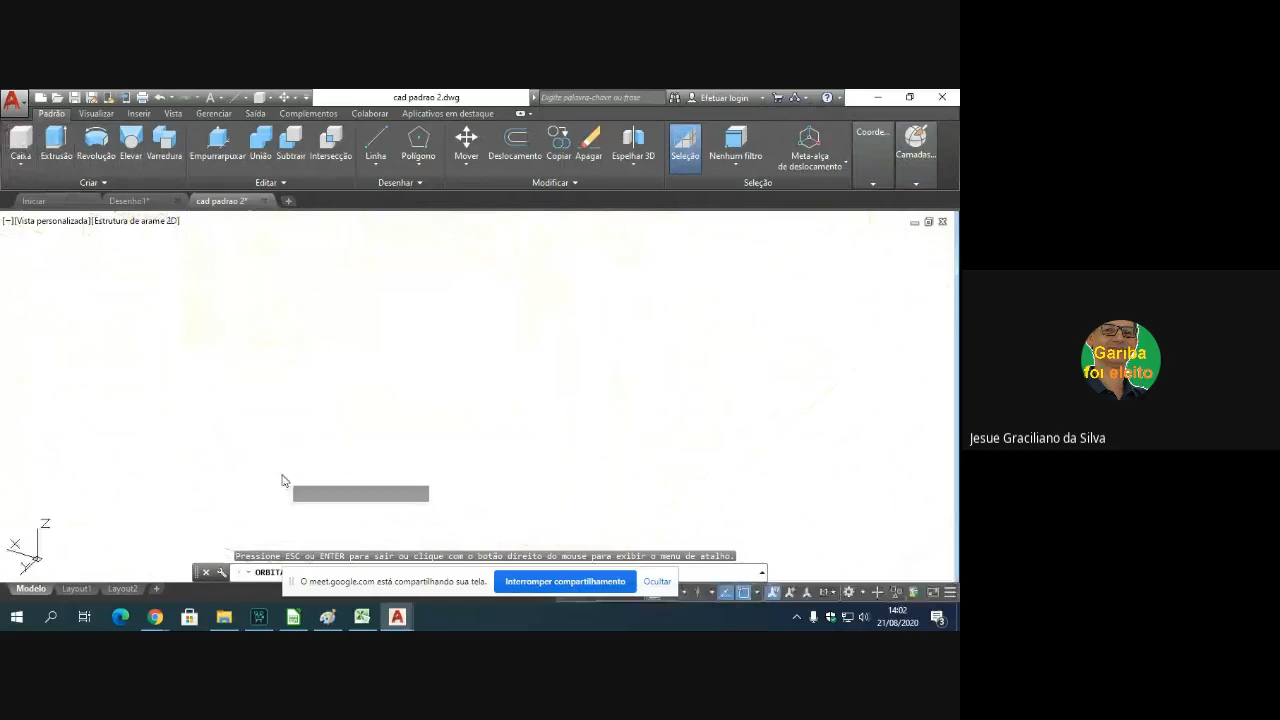 cad padrao 2.dwg
Digite palavra-chave ou frase
Efetuar login
Padrão Visualizar Inserir Vista Gerenciar Saída Complementos Colaborar Aplicativos em destaque
Caixa Extrusão Revolução Elevar Varredura Empurrarpuxar União Subtrair Intersecção Linha Polígono Mover Deslocamento Copiar Apagar Espelhar 3D Seleção Nenhum filtro Meta-alça de deslocamento Coorde... Camadas...
Criar Editar Desenhar Modificar Seleção
Iniciar Desenho1* cad padrao 2* +
[−][Vista personalizada][Estrutura de arame 2D]
Gariba
foi eleito
Jesue Graciliano da Silva
Z
X
Y
Pressione ESC ou ENTER para sair ou clique com o botão direito do mouse para exibir o menu de atalho.
O meet.google.com está compartilhando sua tela. Interromper compartilhamento Ocultar
Modelo Layout1 Layout2 +
14:02
21/08/2020
3